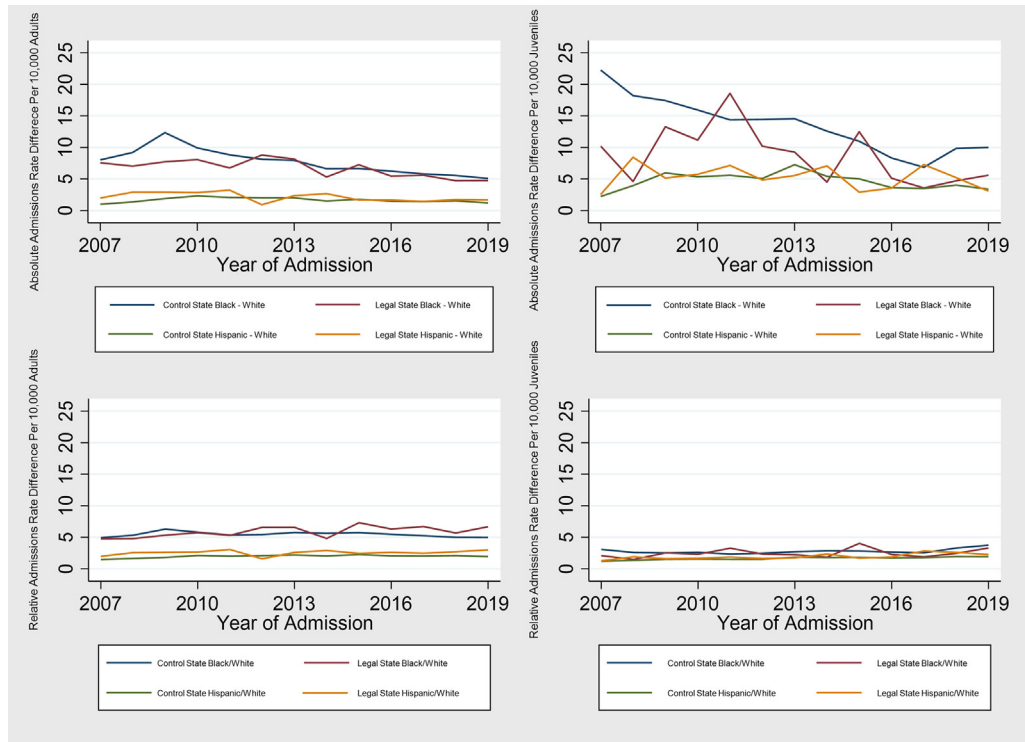 Absolute Admissions Rate Differece Per 10,000 Adults
25
20
15
10
5
0
2007 2010 2013 2016 2019
Year of Admission
Control State Black - White Legal State Black - White
Control State Hispanic - White Legal State Hispanic - White
Absolute Admissions Rate Difference Per 10,000 Juveniles
25
20
15
10
5
0
2007 2010 2013 2016 2019
Year of Admission
Control State Black - White Legal State Black - White
Control State Hispanic - White Legal State Hispanic - White
Relative Admissions Rate Difference Per 10,000 Adults
25
20
15
10
5
0
2007 2010 2013 2016 2019
Year of Admission
Control State Black/White Legal State Black/White
Control State Hispanic/White Legal State Hispanic/White
Relative Admissions Rate Difference Per 10,000 Juveniles
25
20
15
10
5
0
2007 2010 2013 2016 2019
Year of Admission
Control State Black/White Legal State Black/White
Control State Hispanic/White Legal State Hispanic/White